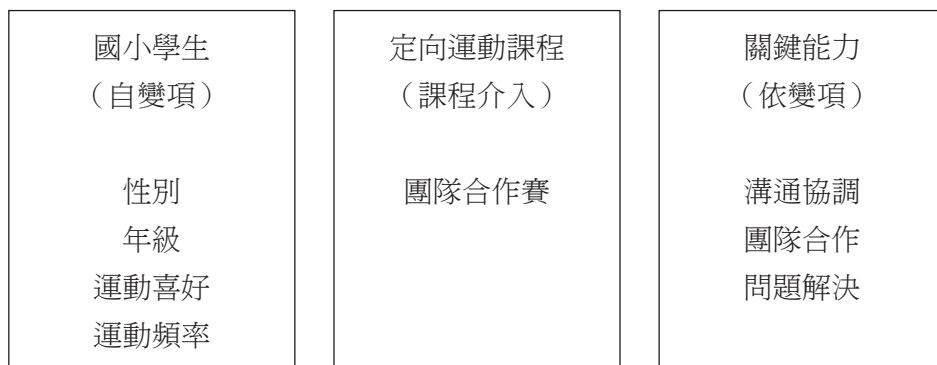 國小學生
（自變項）
性別
年級
運動喜好
運動頻率
定向運動課程
（課程介入）
團隊合作賽
關鍵能力
（依變項）
溝通協調
團隊合作
問題解決